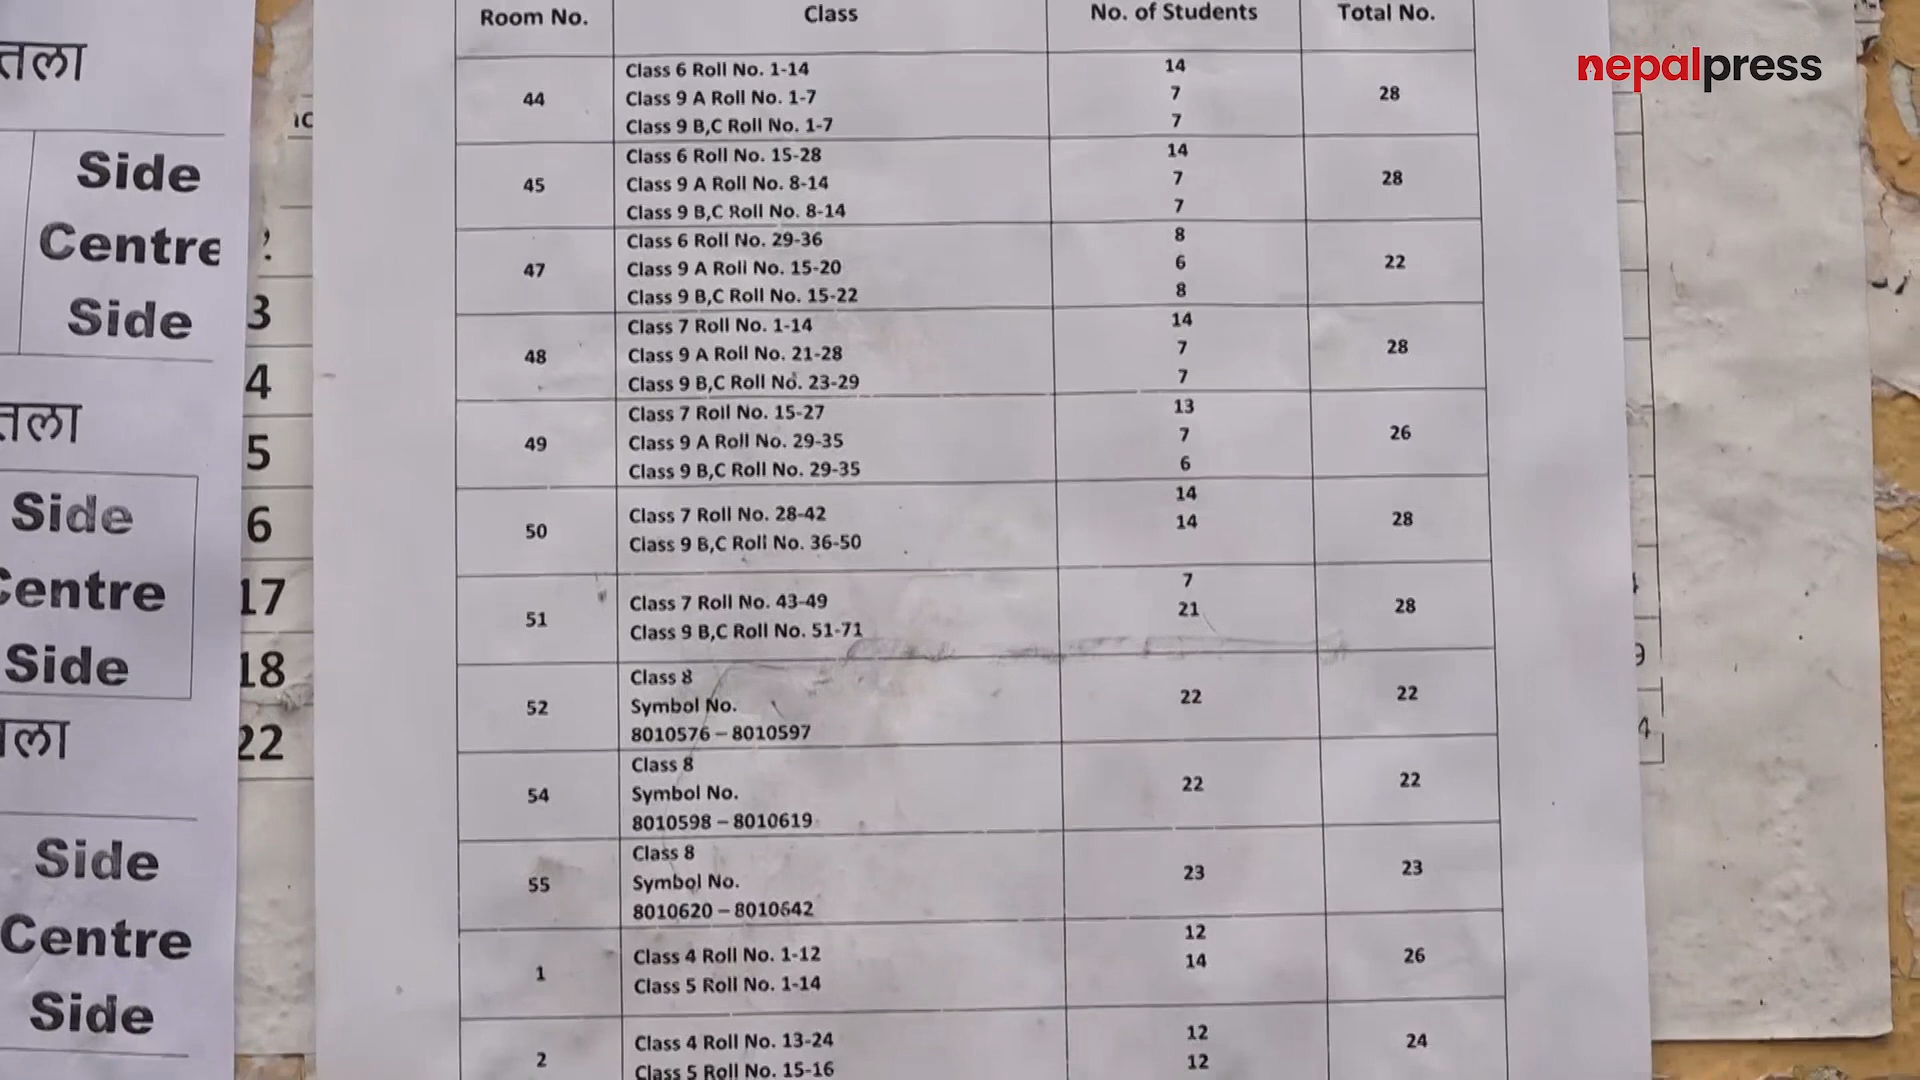 nepalpress
तला
Side
Centre
Side
तला
Side
Centre
Side
तला
Side
Centre
Side
3
4
5
6
17
18
22
Room No. Class No. of Students Total No.
44 28
Class 6 Roll No. 1-14 14
Class 9 A Roll No. 1-7 7
Class 9 B,C Roll No. 1-7 7
45 28
Class 6 Roll No. 15-28 14
Class 9 A Roll No. 8-14 7
Class 9 B,C Roll No. 8-14 7
47 22
Class 6 Roll No. 29-36 8
Class 9 A Roll No. 15-20 6
Class 9 B,C Roll No. 15-22 8
48 28
Class 7 Roll No. 1-14 14
Class 9 A Roll No. 21-28 7
Class 9 B,C Roll No. 23-29 7
49 26
Class 7 Roll No. 15-27 13
Class 9 A Roll No. 29-35 7
Class 9 B,C Roll No. 29-35 6
50 28
Class 7 Roll No. 28-42 14
Class 9 B,C Roll No. 36-50 14
51 28
Class 7 Roll No. 43-49 7
Class 9 B,C Roll No. 51-71 21
52 22 22
Class 8
Symbol No.
8010576 – 8010597
54 22 22
Class 8
Symbol No.
8010598 – 8010619
55 23 23
Class 8
Symbol No.
8010620 – 8010642
1 26
Class 4 Roll No. 1-12 12
Class 5 Roll No. 1-14 14
2 24
Class 4 Roll No. 13-24 12
Class 5 Roll No. 15-16 12